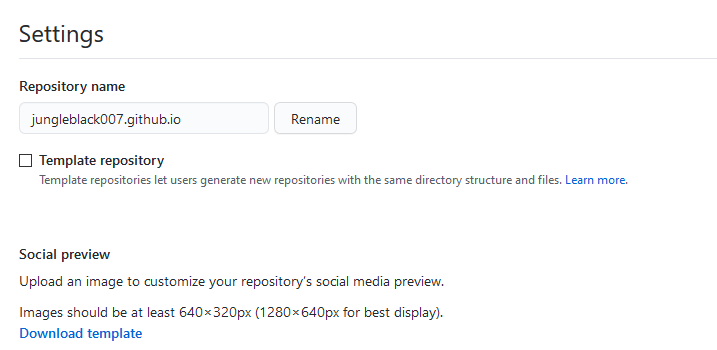 Settings
Repository name
jungleblack007.github.io
Rename
Template repository
Template repositories let users generate new repositories with the same directory structure and files. Learn more.
Social preview
Upload an image to customize your repository's social media preview.
Images should be at least 640×320px (1280×640px for best display).
Download template